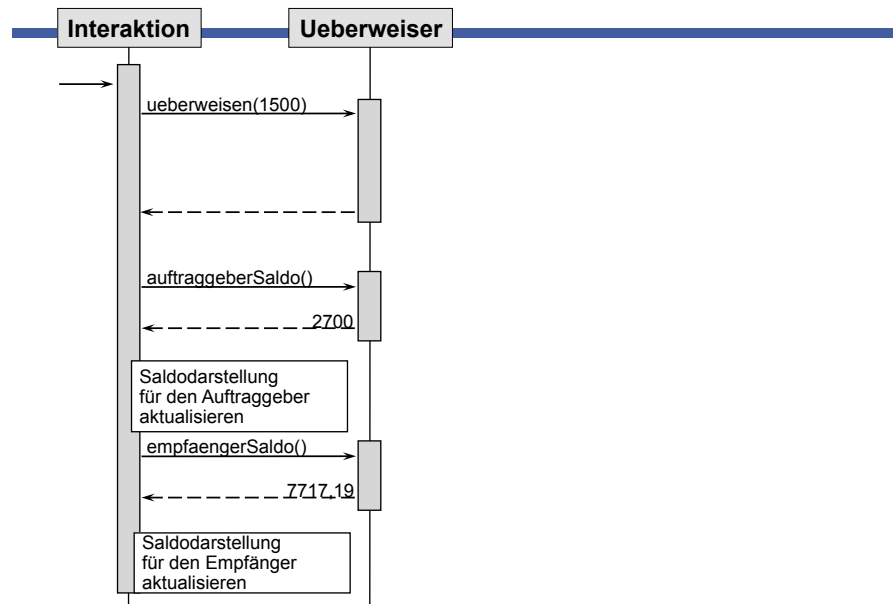 Interaktion
Ueberweiser
ueberweisen(1500)
auftraggeberSaldo()
2700
Saldodarstellung
für den Auftraggeber
aktualisieren
empfaengerSaldo()
7717,19
Saldodarstellung
für den Empfänger
aktualisieren